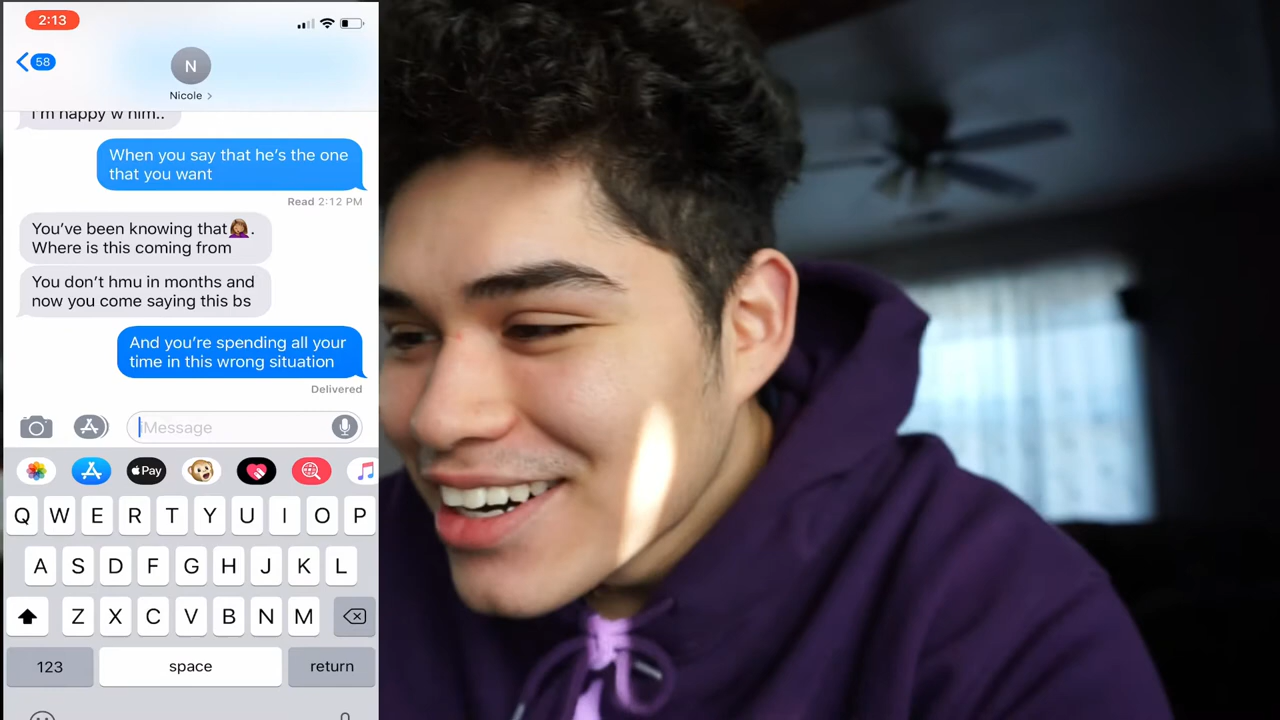 2:13
58
N
Nicole >
I'm happy w him..
When you say that he's the one
that you want
Read 2:12 PM
You've been knowing that🤦🏽‍♀️.
Where is this coming from
You don't hmu in months and
now you come saying this bs
And you're spending all your
time in this wrong situation
Delivered
iMessage
Pay
Q W E R T Y U I O P
A S D F G H J K L
Z X C V B N M
123 space return